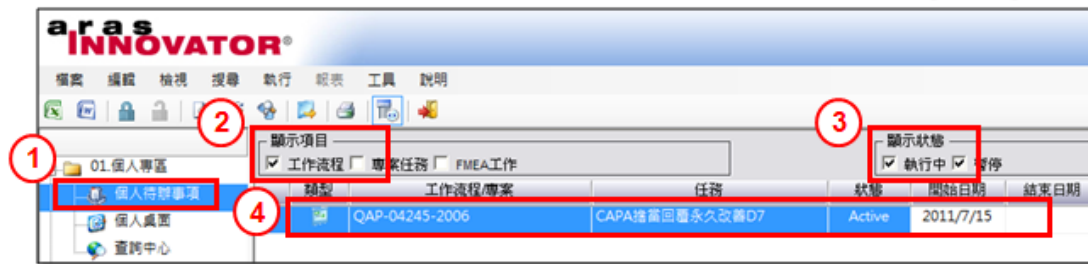 aras
INNOVATOR®
檔案 編輯 檢視 搜尋 執行 報表 工具 說明
2
3
顯示項目
顯示狀態
1
01.個人專區
工作流程 專案任務 FMEA工作
執行中 暫停
個人待辦事項
類型 工作流程/專案 任務 狀態 開始日期 結束日期
4
QAP-04245-2006 CAPA擔當回覆永久改善D7 Active 2011/7/15
個人桌面
查詢中心